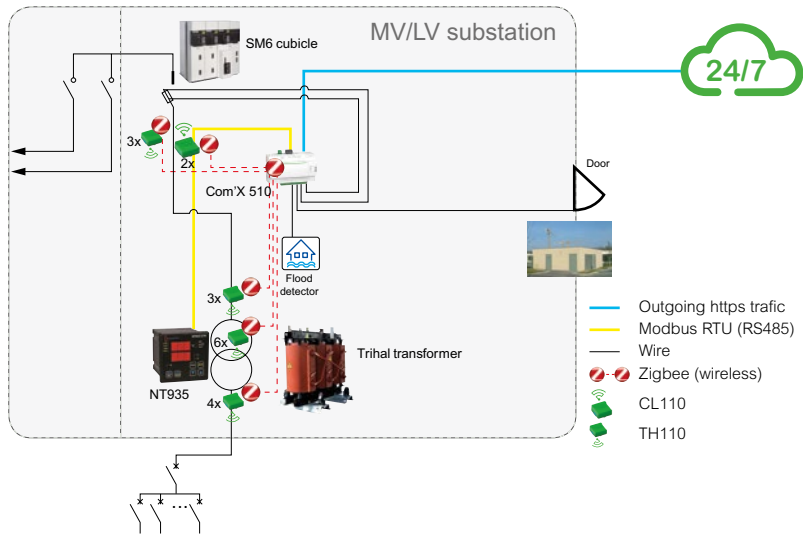 MV/LV substation
SM6 cubicle
24/7
3x
2x
Com'X 510
Door
Flood
detector
3x
6x
Trihal transformer
NT935
4x
Outgoing https trafic
Modbus RTU (RS485)
Wire
Zigbee (wireless)
CL110
TH110